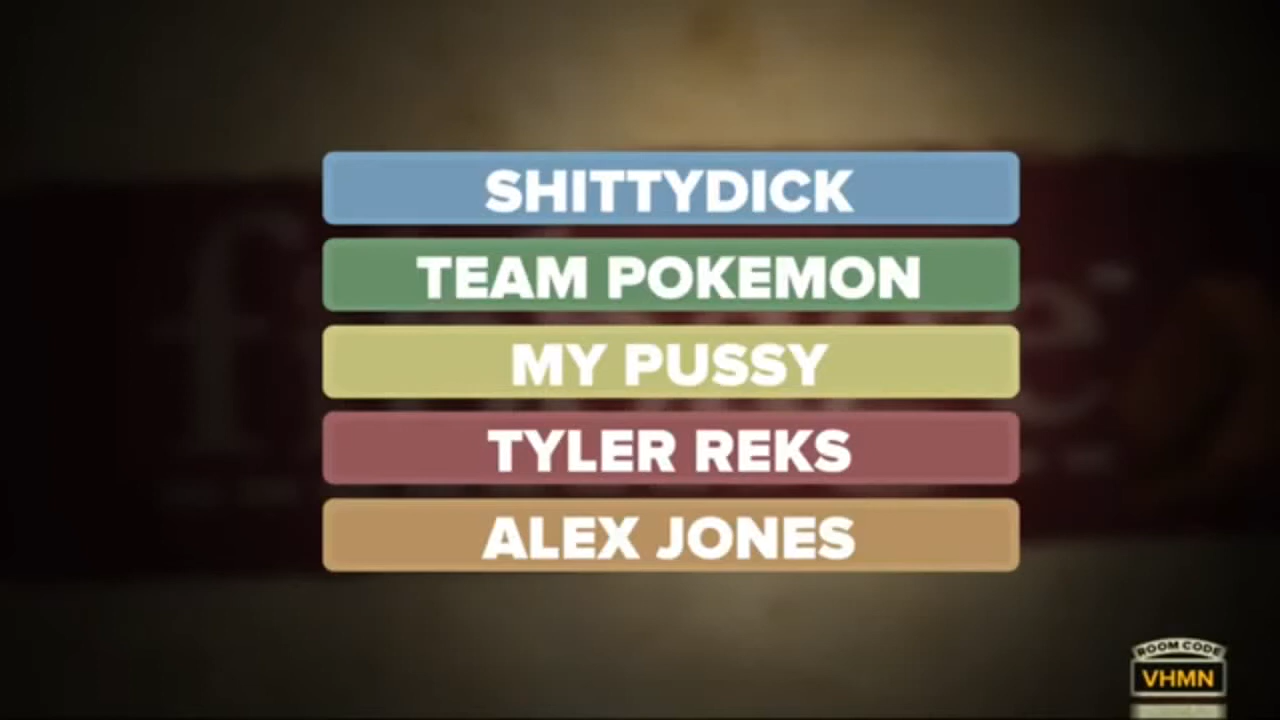 SHITTYDICK
TEAM POKEMON
MY PUSSY
TYLER REKS
ALEX JONES
ROOM CODE
VHMN